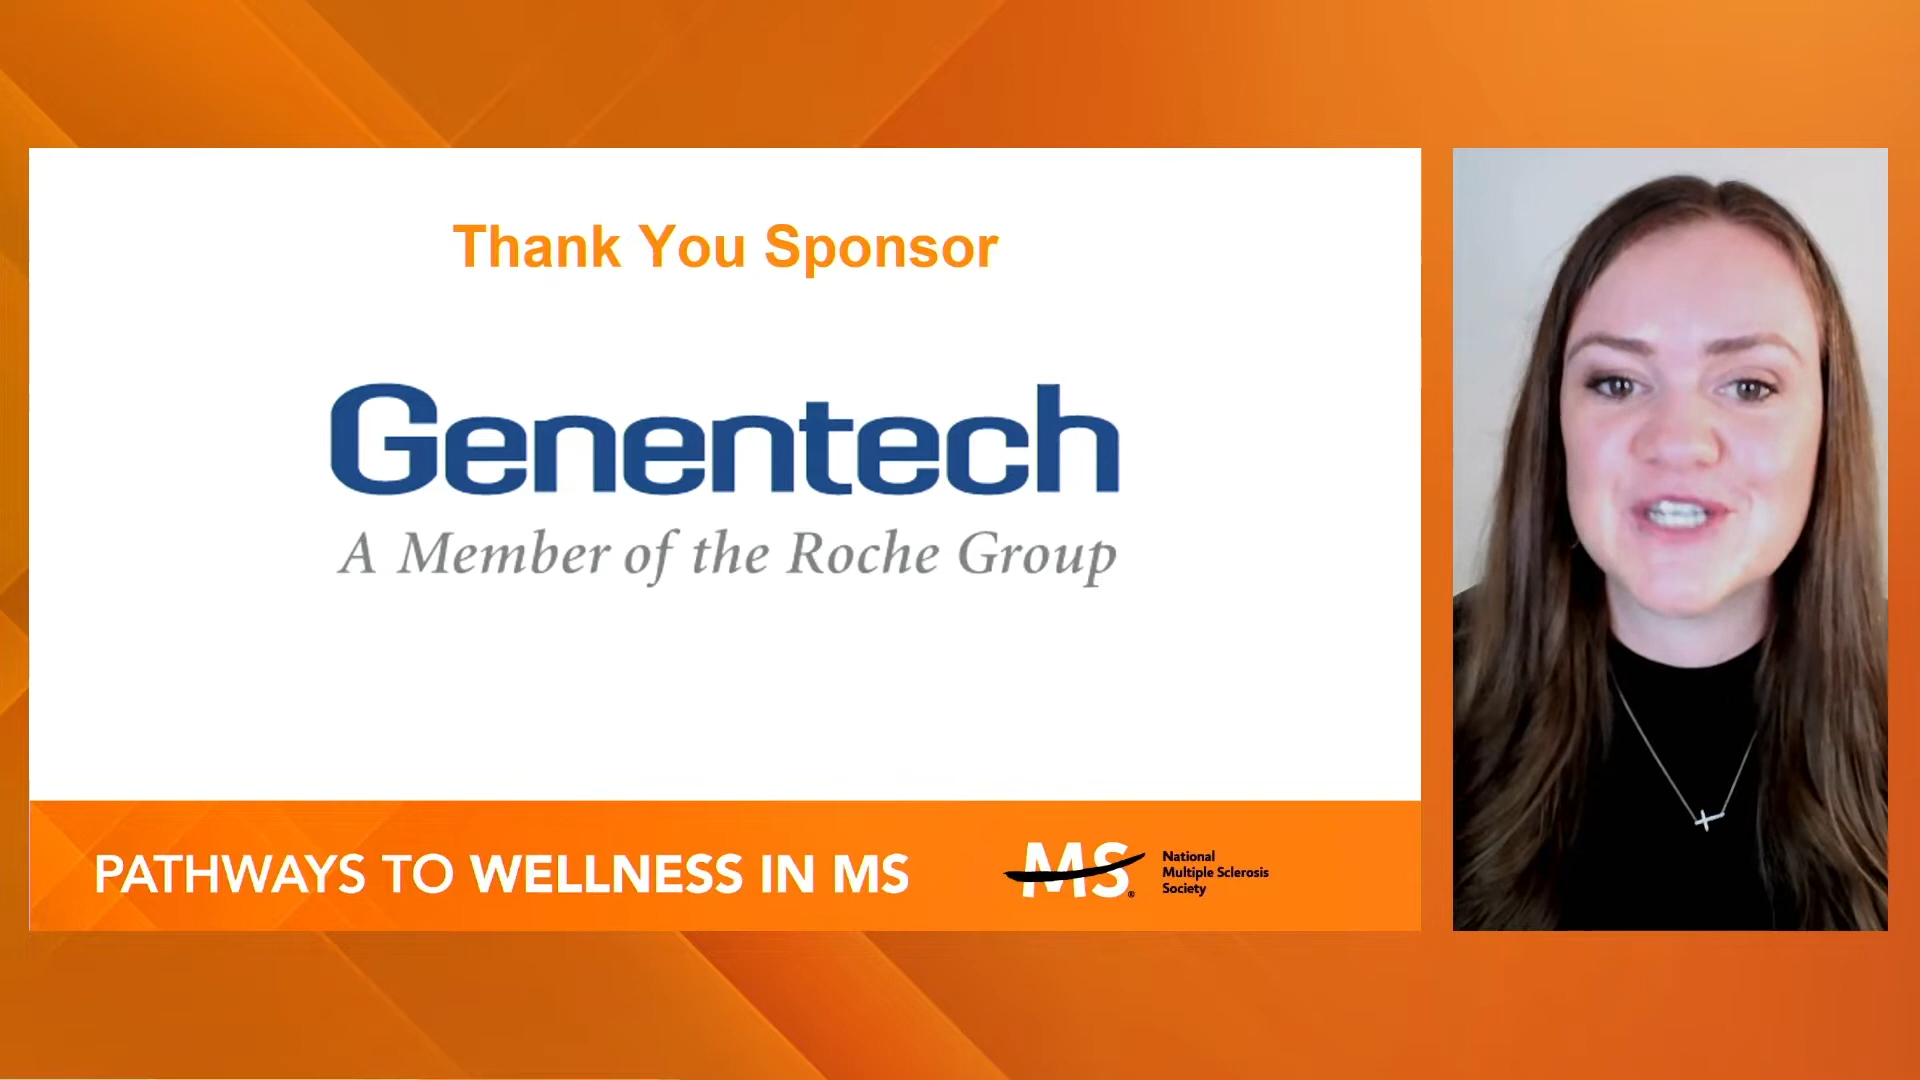 Thank You Sponsor
Genentech
A Member of the Roche Group
PATHWAYS TO WELLNESS IN MS
MS®
National
Multiple Sclerosis
Society